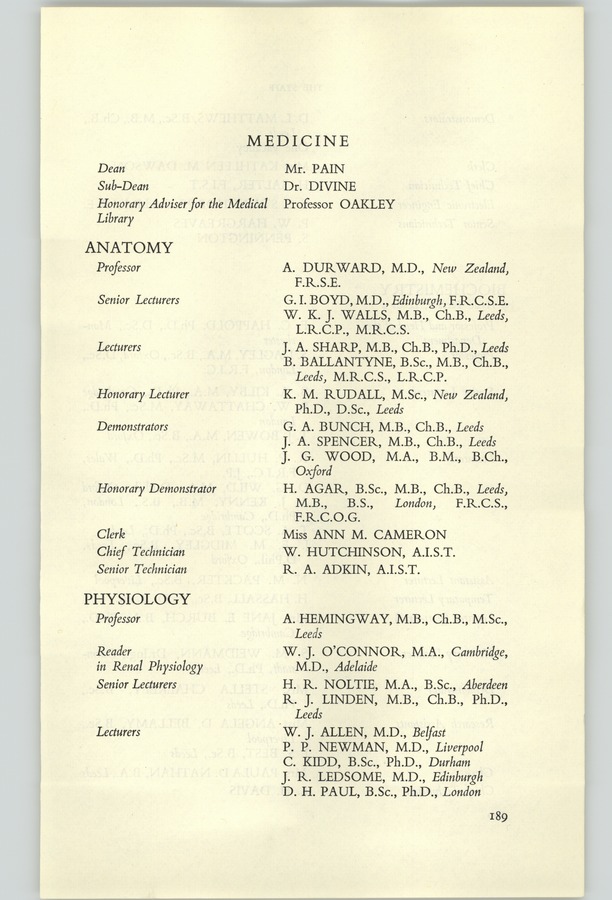 MEDICINE
Dean Mr. PAIN
Sub-Dean Dr. DIVINE
Honorary Adviser for the Medical Professor OAKLEY
Library
ANATOMY
Professor A. DURWARD, M.D., New Zealand,
F.R.S.E.
Senior Lecturers G. I. BOYD, M.D., Edinburgh, F.R.C.S.E.
W. K. J. WALLS, M.B., Ch.B., Leeds,
L.R.C.P., M.R.C.S.
Lecturers J. A. SHARP, M.B., Ch.B., Ph.D., Leeds
B. BALLANTYNE, B.Sc., M.B., Ch.B.,
Leeds, M.R.C.S., L.R.C.P.
Honorary Lecturer K. M. RUDALL, M.Sc., New Zealand,
Ph.D., D.Sc., Leeds
Demonstrators G. A. BUNCH, M.B., Ch.B., Leeds
J. A. SPENCER, M.B., Ch.B., Leeds
J. G. WOOD, M.A., B.M., B.Ch.,
Oxford
Honorary Demonstrator H. AGAR, B.Sc., M.B., Ch.B., Leeds,
M.B., B.S., London, F.R.C.S.,
F.R.C.O.G.
Clerk Miss ANN M. CAMERON
Chief Technician W. HUTCHINSON, A.I.S.T.
Senior Technician R. A. ADKIN, A.I.S.T.
PHYSIOLOGY
Professor A. HEMINGWAY, M.B., Ch.B., M.Sc.,
Leeds
Reader W. J. O'CONNOR, M.A., Cambridge,
in Renal Physiology M.D., Adelaide
Senior Lecturers H. R. NOLTIE, M.A., B.Sc., Aberdeen
R. J. LINDEN, M.B., Ch.B., Ph.D.,
Leeds
Lecturers W. J. ALLEN, M.D., Belfast
P. P. NEWMAN, M.D., Liverpool
C. KIDD, B.Sc., Ph.D., Durham
J. R. LEDSOME, M.D., Edinburgh
D. H. PAUL, B.Sc., Ph.D., London
189